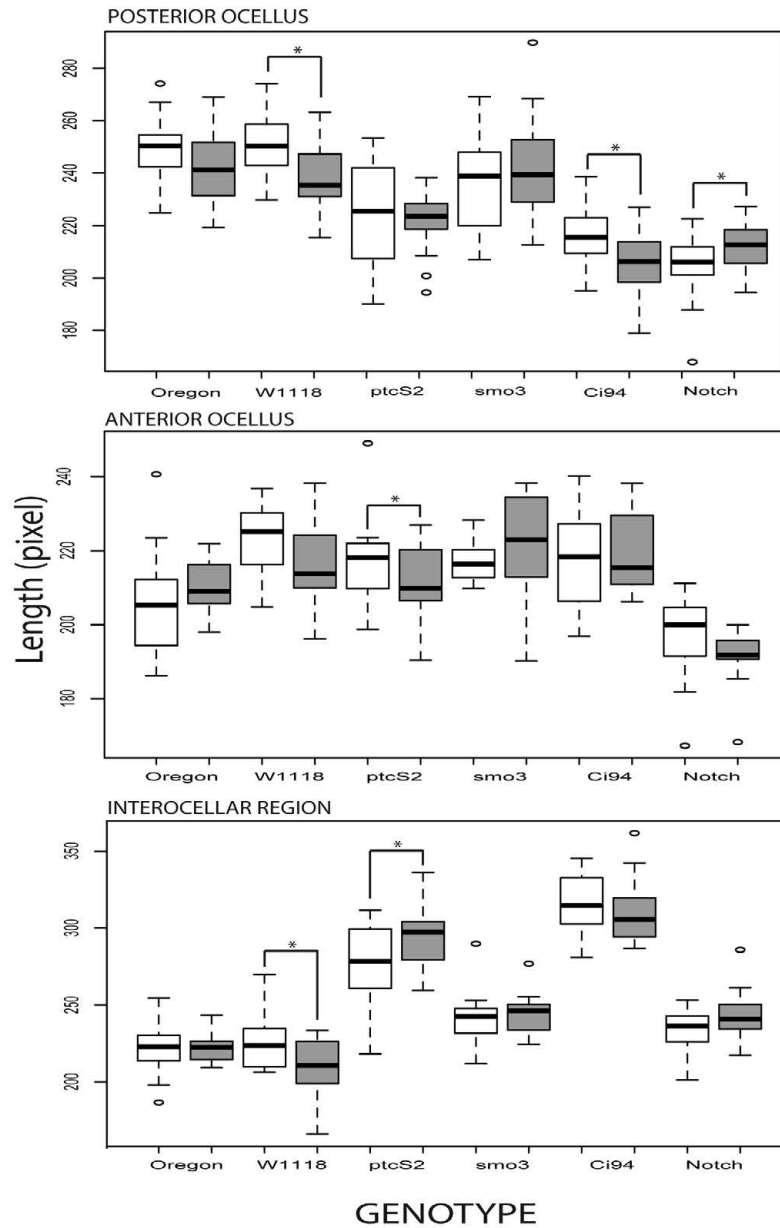 POSTERIOR OCELLUS
280
260
240
220
200
180
* * *
Oregon W1118 ptcS2 smo3 Ci94 Notch
ANTERIOR OCELLUS
240
220
200
180
*
Oregon W1118 ptcS2 smo3 Ci94 Notch
Length (pixel)
INTEROCELLAR REGION
350
300
250
200
* *
Oregon W1118 ptcS2 smo3 Ci94 Notch
GENOTYPE